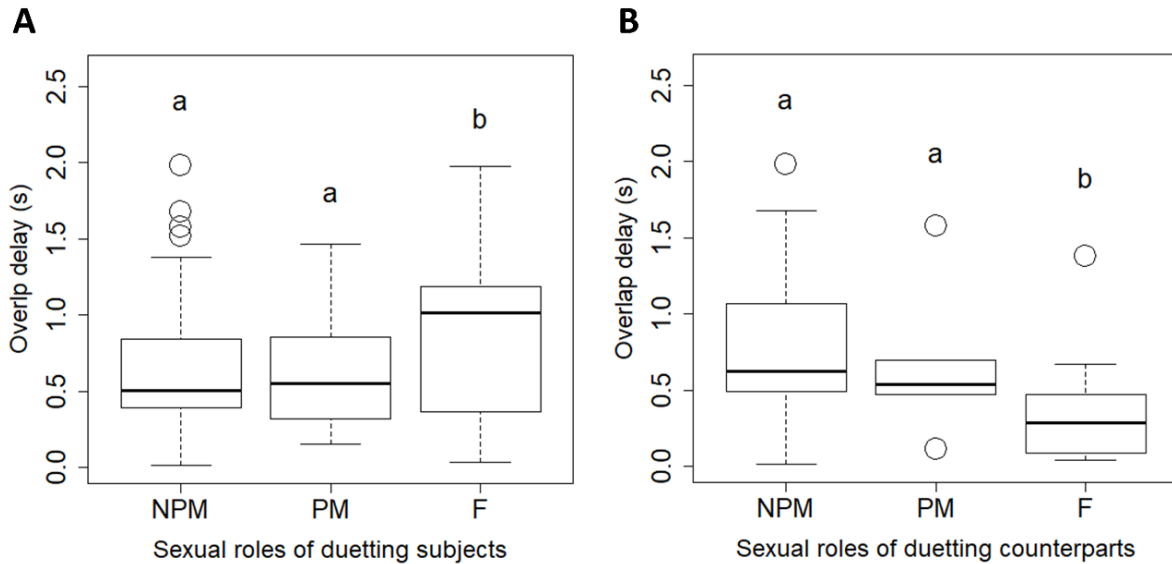 A
Overlp delay (s)
0.0 0.5 1.0 1.5 2.0 2.5
a
a
b
NPM PM F
Sexual roles of duetting subjects
B
Overlap delay (s)
0.0 0.5 1.0 1.5 2.0 2.5
a
a
b
NPM PM F
Sexual roles of duetting counterparts